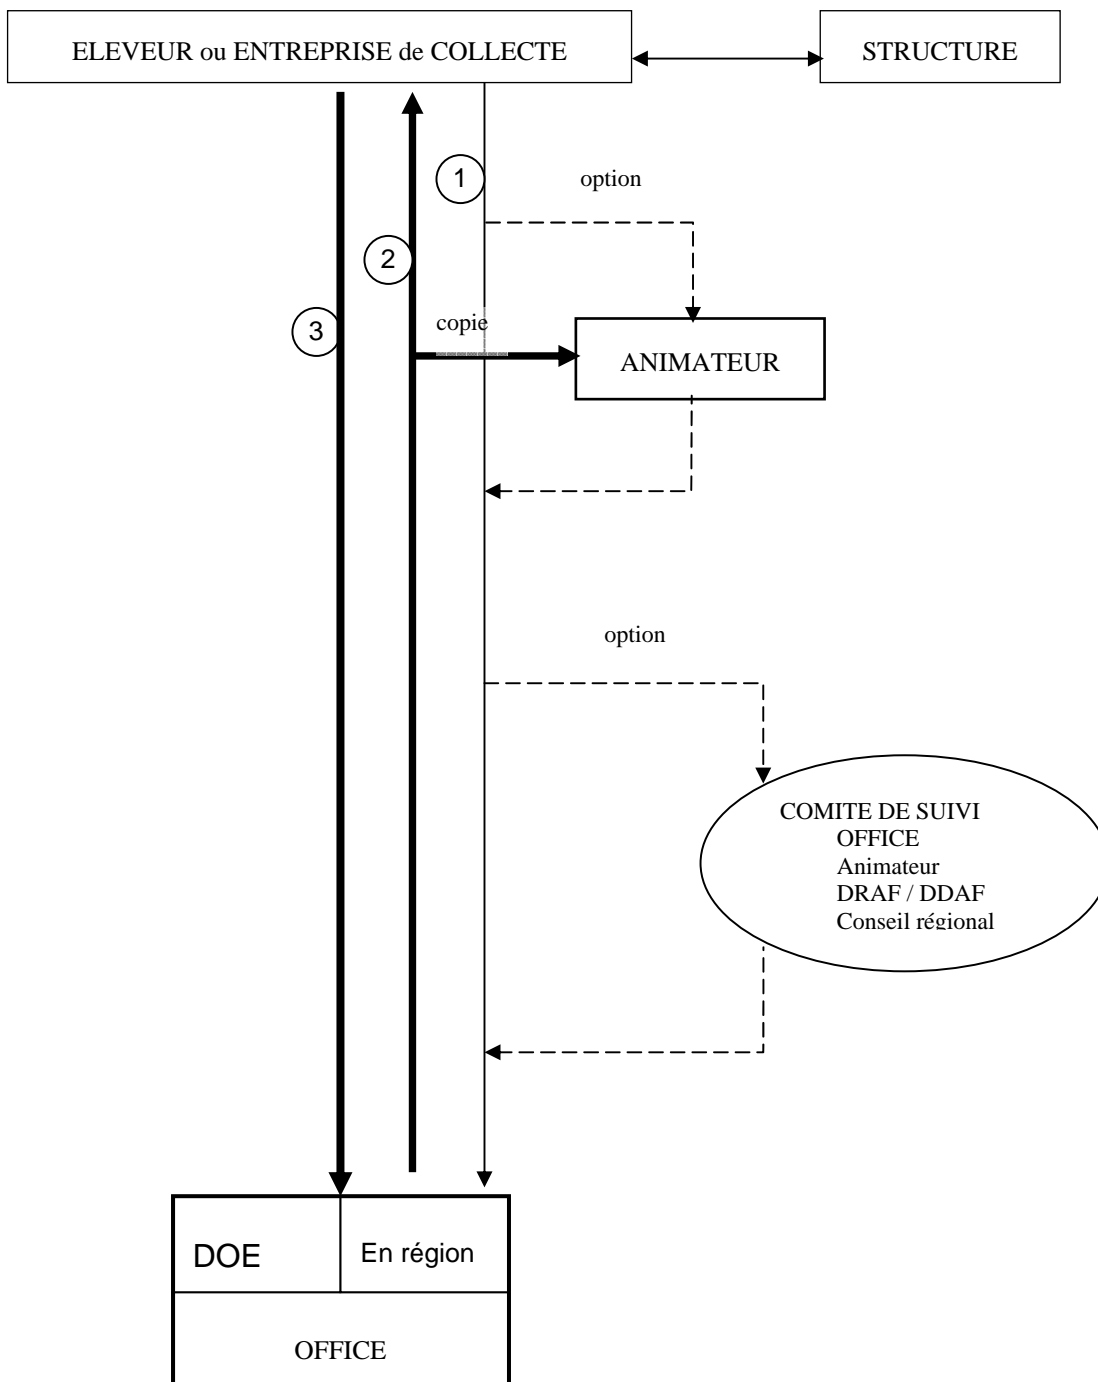 ELEVEUR ou ENTREPRISE de COLLECTE
STRUCTURE
1
option
2
3
copie
ANIMATEUR
option
COMITE DE SUIVI
OFFICE
Animateur
DRAF / DDAF
Conseil régional
DOE
En région
OFFICE